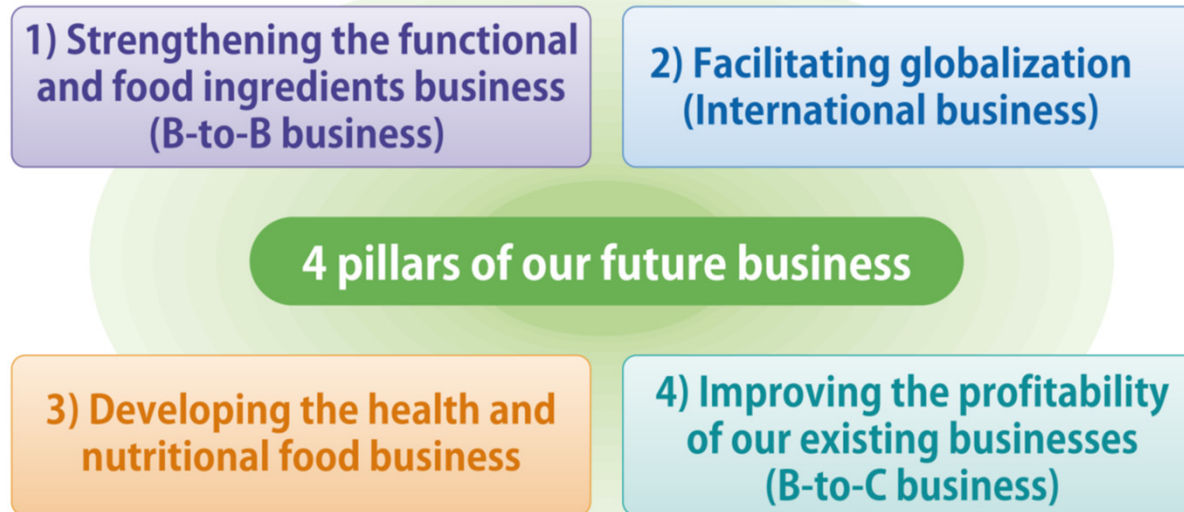 1) Strengthening the functional
and food ingredients business
(B-to-B business)
2) Facilitating globalization
(International business)
4 pillars of our future business
3) Developing the health and
nutritional food business
4) Improving the profitability
of our existing businesses
(B-to-C business)